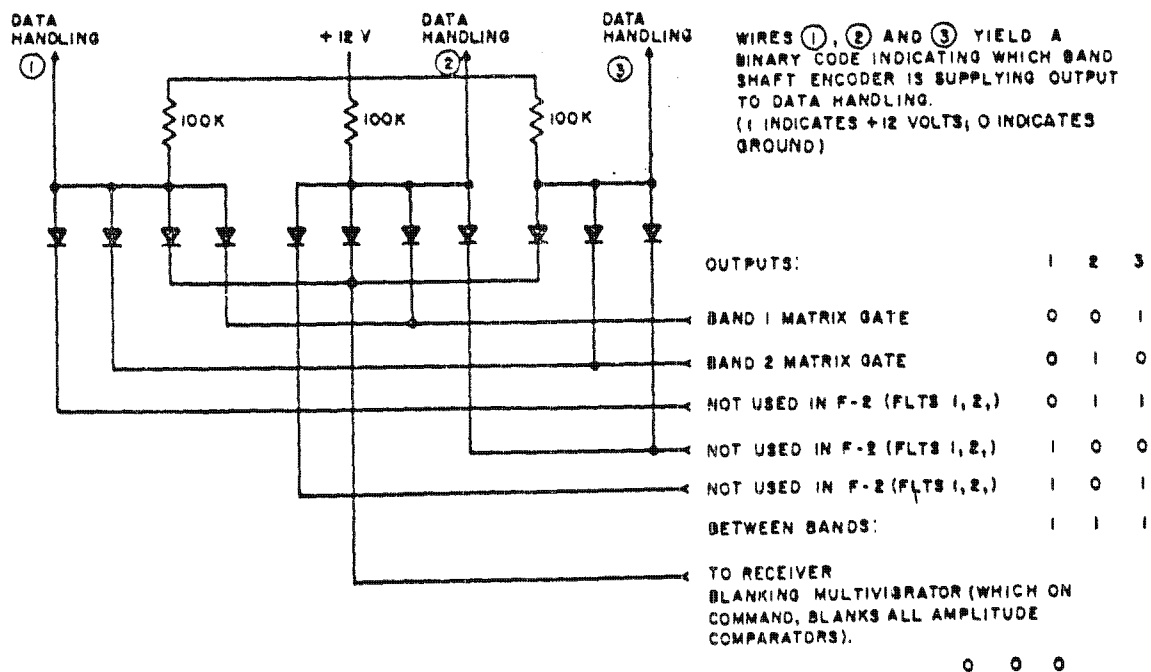 DATA HANDLING
①
+12 V
DATA HANDLING
②
DATA HANDLING
③
WIRES ①, ② AND ③ YIELD A
BINARY CODE INDICATING WHICH BAND
SHAFT ENCODER IS SUPPLYING OUTPUT
TO DATA HANDLING.
(1 INDICATES +12 VOLTS; 0 INDICATES
GROUND)
100K
100K
100K
OUTPUTS: 1 2 3
BAND 1 MATRIX GATE 0 0 1
BAND 2 MATRIX GATE 0 1 0
NOT USED IN F-2 (FLTS 1,2,) 0 1 1
NOT USED IN F-2 (FLTS 1,2,) 1 0 0
NOT USED IN F-2 (FLTS 1,2,) 1 0 1
BETWEEN BANDS: 1 1 1
TO RECEIVER
BLANKING MULTIVIBRATOR (WHICH ON
COMMAND, BLANKS ALL AMPLITUDE
COMPARATORS).
0 0 0